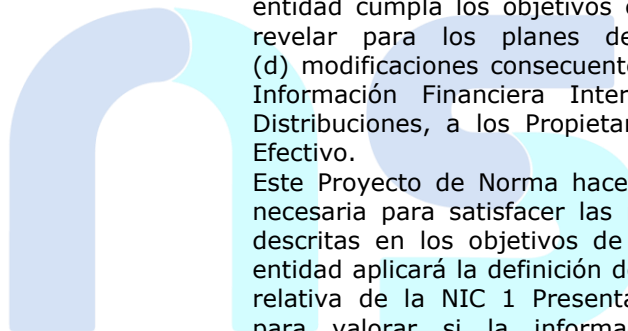 entidad cumpla los objetivos
revelar para los planes de
(d) modificaciones consecuent
Información Financiera Inter
Distribuciones, a los Propietar
Efectivo.
Este Proyecto de Norma hace
necesaria para satisfacer las
descritas en los objetivos de
entidad aplicará la definición d
relativa de la NIC 1 Presenta
para valorar si la informa